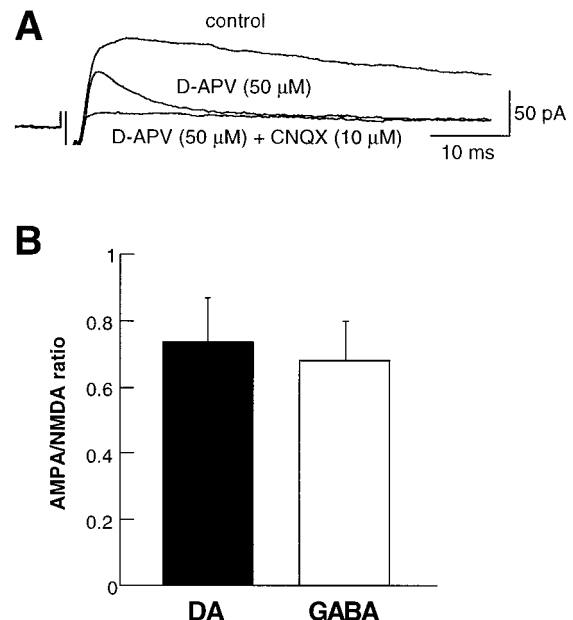 A
control
D-APV (50 μM)
D-APV (50 μM) + CNQX (10 μM)
50 pA
10 ms
B
AMPA/NMDA ratio
1
0.8
0.6
0.4
0.2
0
DA
GABA